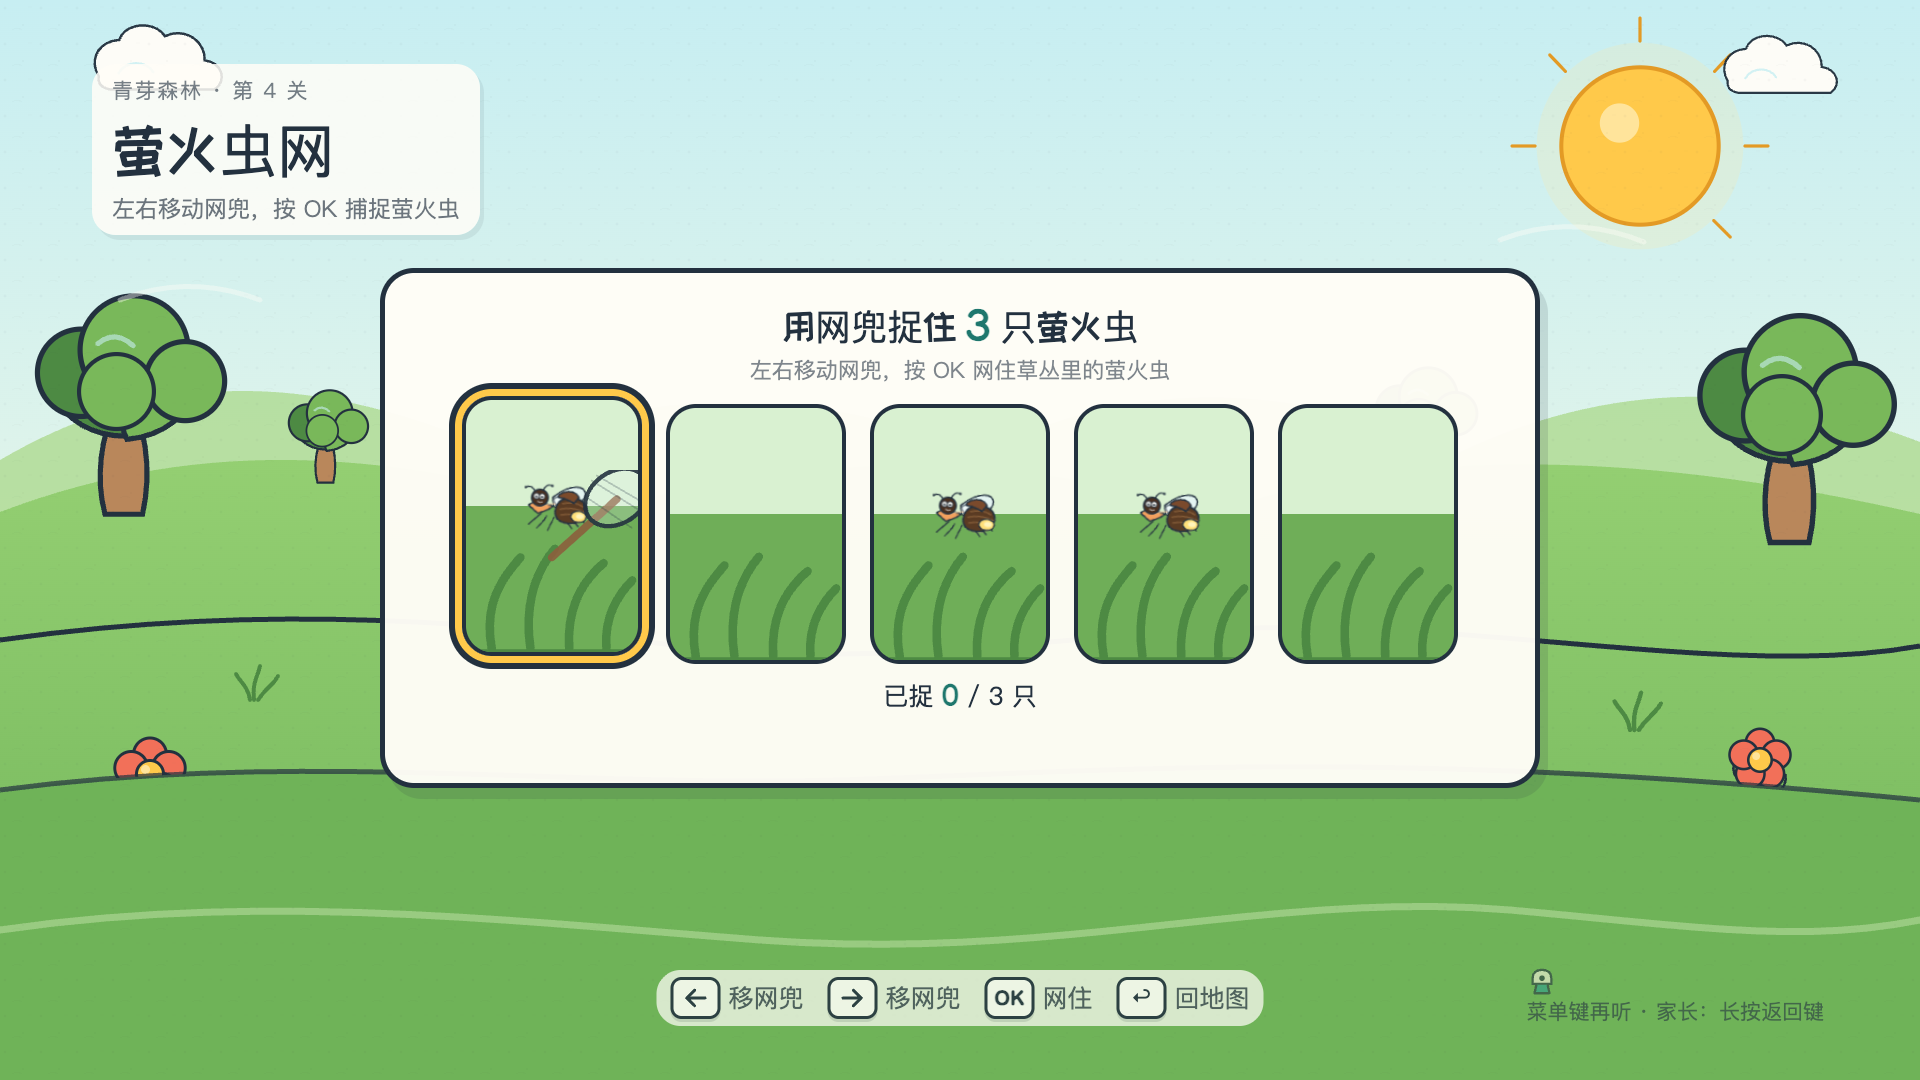 青芽森林 · 第 4 关
萤火虫网
左右移动网兜，按 OK 捕捉萤火虫
用网兜捉住 3 只萤火虫
左右移动网兜，按 OK 网住草丛里的萤火虫
已捉 0 / 3 只
← 移网兜 → 移网兜 OK 网住 ↩ 回地图
菜单键再听 · 家长：长按返回键